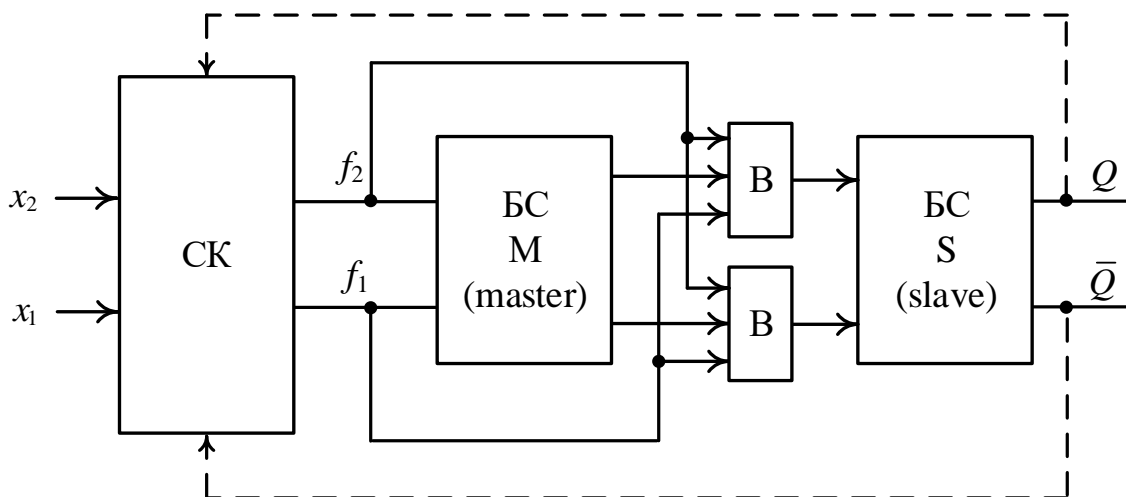 x₂
x₁
СК
f₂
f₁
БС
М
(master)
В
В
БС
S
(slave)
Q
Q̅